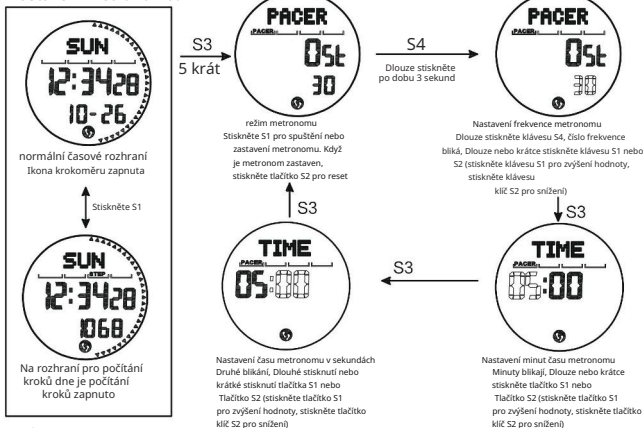 SUN
12:3428
10-26
normální časové rozhraní
Ikona krokoměru zapnuta
Stiskněte S1
SUN
STEP
12:3428
1068
Na rozhraní pro počítání
kroků dne je počítání
kroků zapnuto
S3
5 krát
PACER
PACER
0St
30
režim metronomu
Stiskněte S1 pro spuštění nebo
zastavení metronomu. Když
je metronom zastaven,
stiskněte tlačítko S2 pro reset
S4
Dlouze stiskněte
po dobu 3 sekund
PACER
PACER
0St
30
Nastavení frekvence metronomu
Dlouze stiskněte klávesu S4, číslo frekvence
bliká, Dlouze nebo krátce stiskněte klávesu S1 nebo
S2 (stiskněte klávesu S1 pro zvýšení hodnoty,
stiskněte klávesu
klíč S2 pro snížení)
S3
TIME
PACER
05:00
Nastavení minut času metronomu
Minuty blikají, Dlouze nebo krátce
stiskněte tlačítko S1 nebo
Tlačítko S2 (stiskněte tlačítko S1
pro zvýšení hodnoty, stiskněte tlačítko
klíč S2 pro snížení)
S3
TIME
PACER
05:00
Nastavení času metronomu v sekundách
Druhé blikání, Dlouhé stisknutí nebo
krátké stisknutí tlačítka S1 nebo
Tlačítko S2 (stiskněte tlačítko S1
pro zvýšení hodnoty, stiskněte tlačítko
klíč S2 pro snížení)
S3